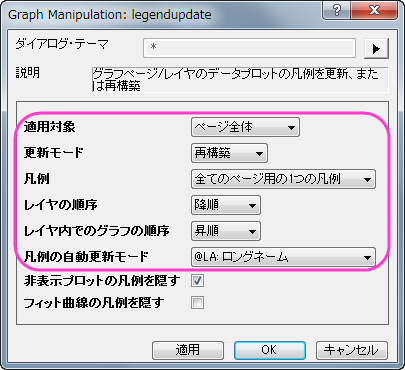 Graph Manipulation: legendupdate
ダイアログ・テーマ
*
説明
グラフページ/レイヤのデータプロットの凡例を更新、また
は再構築
適用対象 ページ全体
更新モード 再構築
凡例 全てのページ用の1つの凡例
レイヤの順序 降順
レイヤ内でのグラフの順序 昇順
凡例の自動更新モード @LA: ロングネーム
非表示プロットの凡例を隠す
フィット曲線の凡例を隠す
適用 OK キャンセル